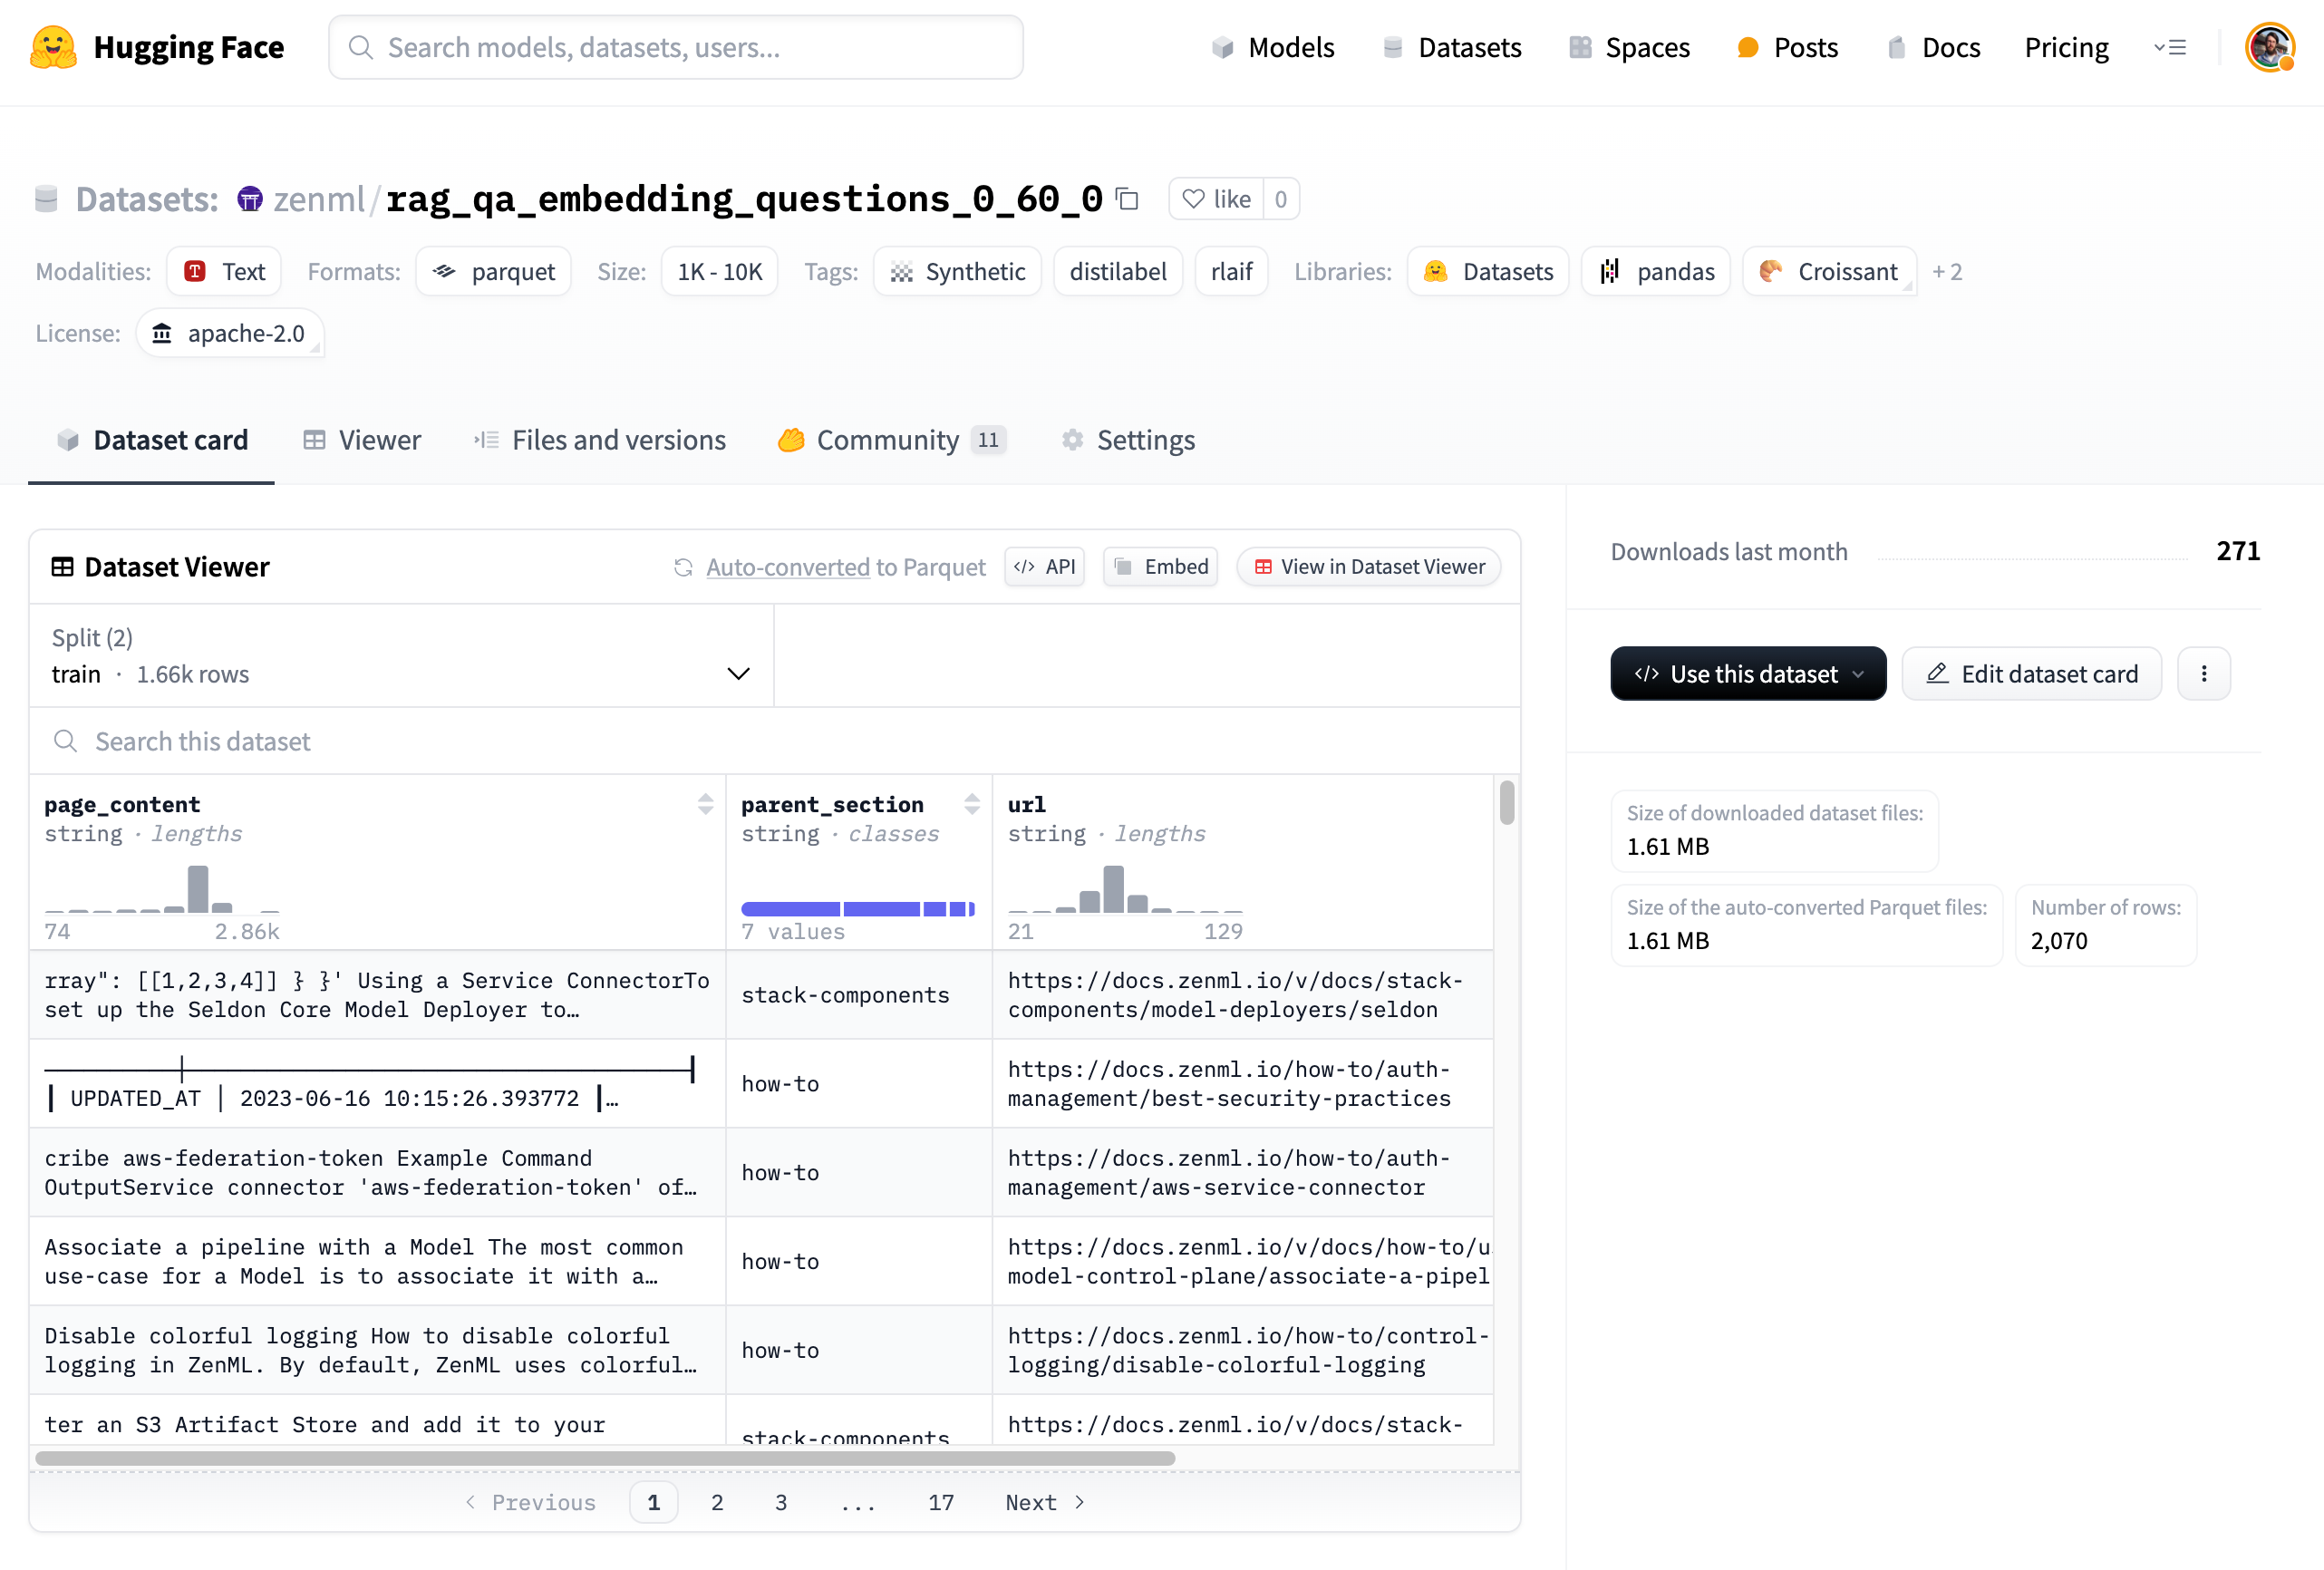 Hugging Face
Search models, datasets, users...
Models
Datasets
Spaces
Posts
Docs
Pricing
Datasets: zenml/rag_qa_embedding_questions_0_60_0
like 0
Modalities: Text Formats: parquet Size: 1K - 10K Tags: Synthetic distilabel rlaif Libraries: Datasets pandas Croissant + 2
License: apache-2.0
Dataset card
Viewer
Files and versions
Community 11
Settings
Dataset Viewer
Auto-converted to Parquet
</> API
Embed
View in Dataset Viewer
Split (2)
train · 1.66k rows
Search this dataset
page_content
string · lengths
74 2.86k
parent_section
string · classes
7 values
url
string · lengths
21 129
rray": [[1,2,3,4]] } }' Using a Service ConnectorTo
set up the Seldon Core Model Deployer to…
stack-components
https://docs.zenml.io/v/docs/stack-
components/model-deployers/seldon
┃ UPDATED_AT │ 2023-06-16 10:15:26.393772 ┃…
how-to
https://docs.zenml.io/how-to/auth-
management/best-security-practices
cribe aws-federation-token Example Command
OutputService connector 'aws-federation-token' of…
how-to
https://docs.zenml.io/how-to/auth-
management/aws-service-connector
Associate a pipeline with a Model The most common
use-case for a Model is to associate it with a…
how-to
https://docs.zenml.io/v/docs/how-to/u
model-control-plane/associate-a-pipel
Disable colorful logging How to disable colorful
logging in ZenML. By default, ZenML uses colorful…
how-to
https://docs.zenml.io/how-to/control-
logging/disable-colorful-logging
ter an S3 Artifact Store and add it to your
stack-components
https://docs.zenml.io/v/docs/stack-
Previous 1 2 3 ... 17 Next
Downloads last month
271
</> Use this dataset
Edit dataset card
Size of downloaded dataset files:
1.61 MB
Size of the auto-converted Parquet files:
1.61 MB
Number of rows:
2,070